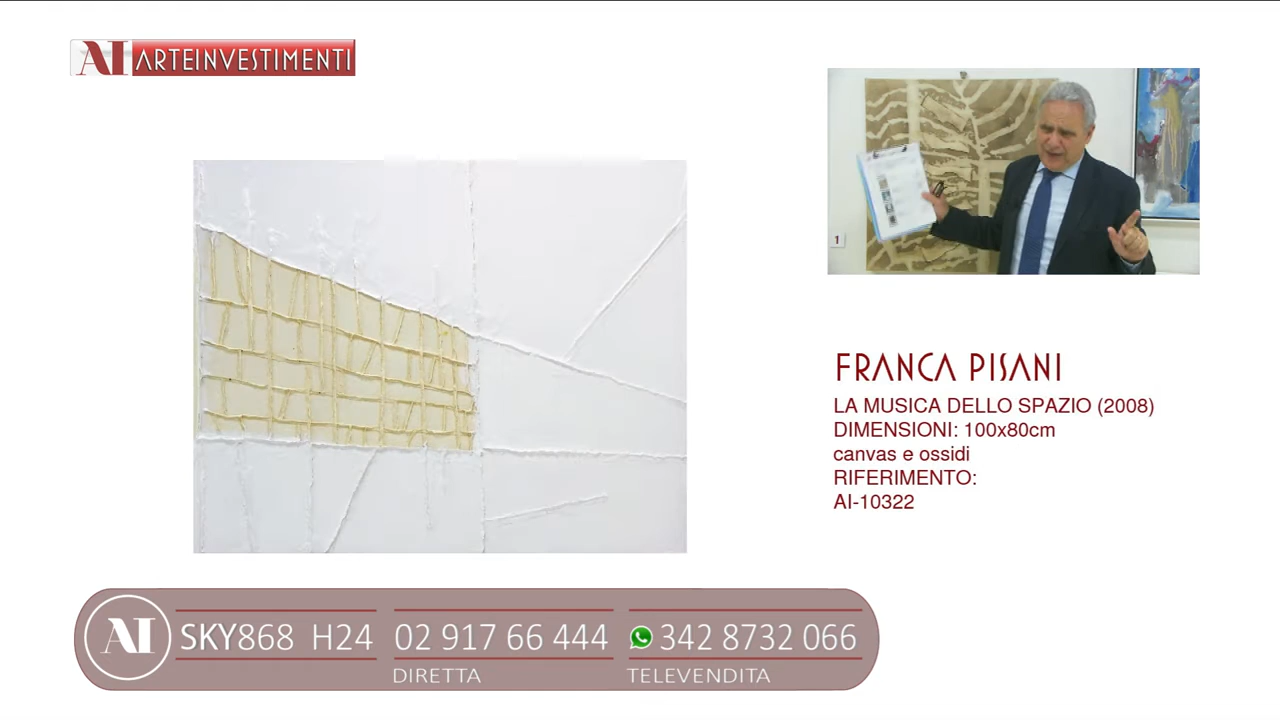 AI ARTEINVESTIMENTI
1
FRANCA PISANI
LA MUSICA DELLO SPAZIO (2008)
DIMENSIONI: 100x80cm
canvas e ossidi
RIFERIMENTO:
AI-10322
AI SKY868 H24 02 917 66 444 342 8732 066
DIRETTA TELEVENDITA